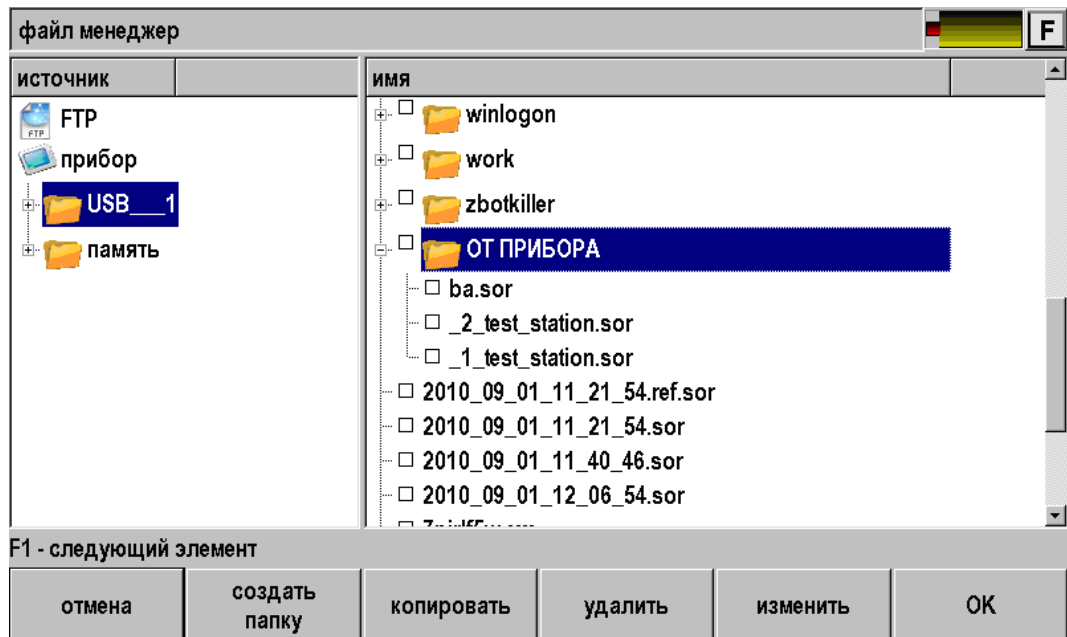 файл менеджер
F
источник
имя
FTP
FTP
прибор
USB___1
память
winlogon
work
zbotkiller
ОТ ПРИБОРА
ba.sor
_2_test_station.sor
_1_test_station.sor
2010_09_01_11_21_54.ref.sor
2010_09_01_11_21_54.sor
2010_09_01_11_40_46.sor
2010_09_01_12_06_54.sor
F1 - следующий элемент
отмена
создать
папку
копировать
удалить
изменить
OK